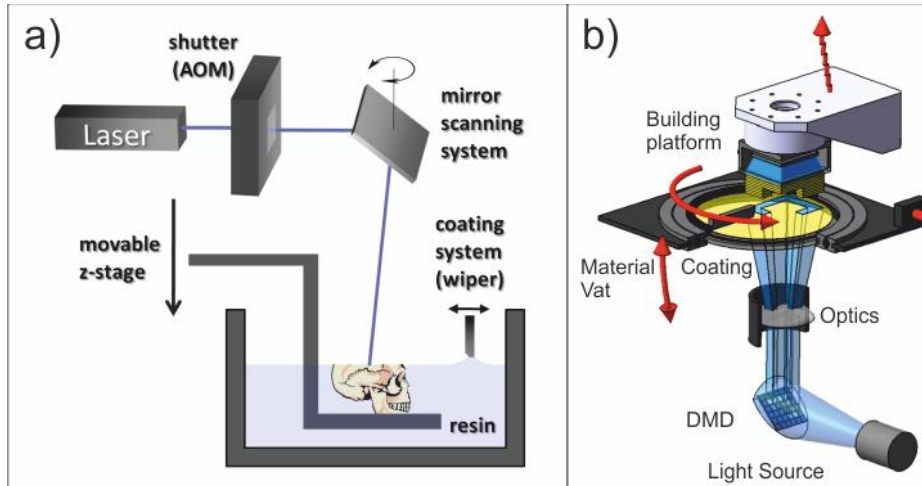 a)
shutter
(AOM)
Laser
mirror
scanning
system
movable
z-stage
coating
system
(wiper)
resin
b)
Building
platform
Material
Vat
Coating
Optics
DMD
Light Source